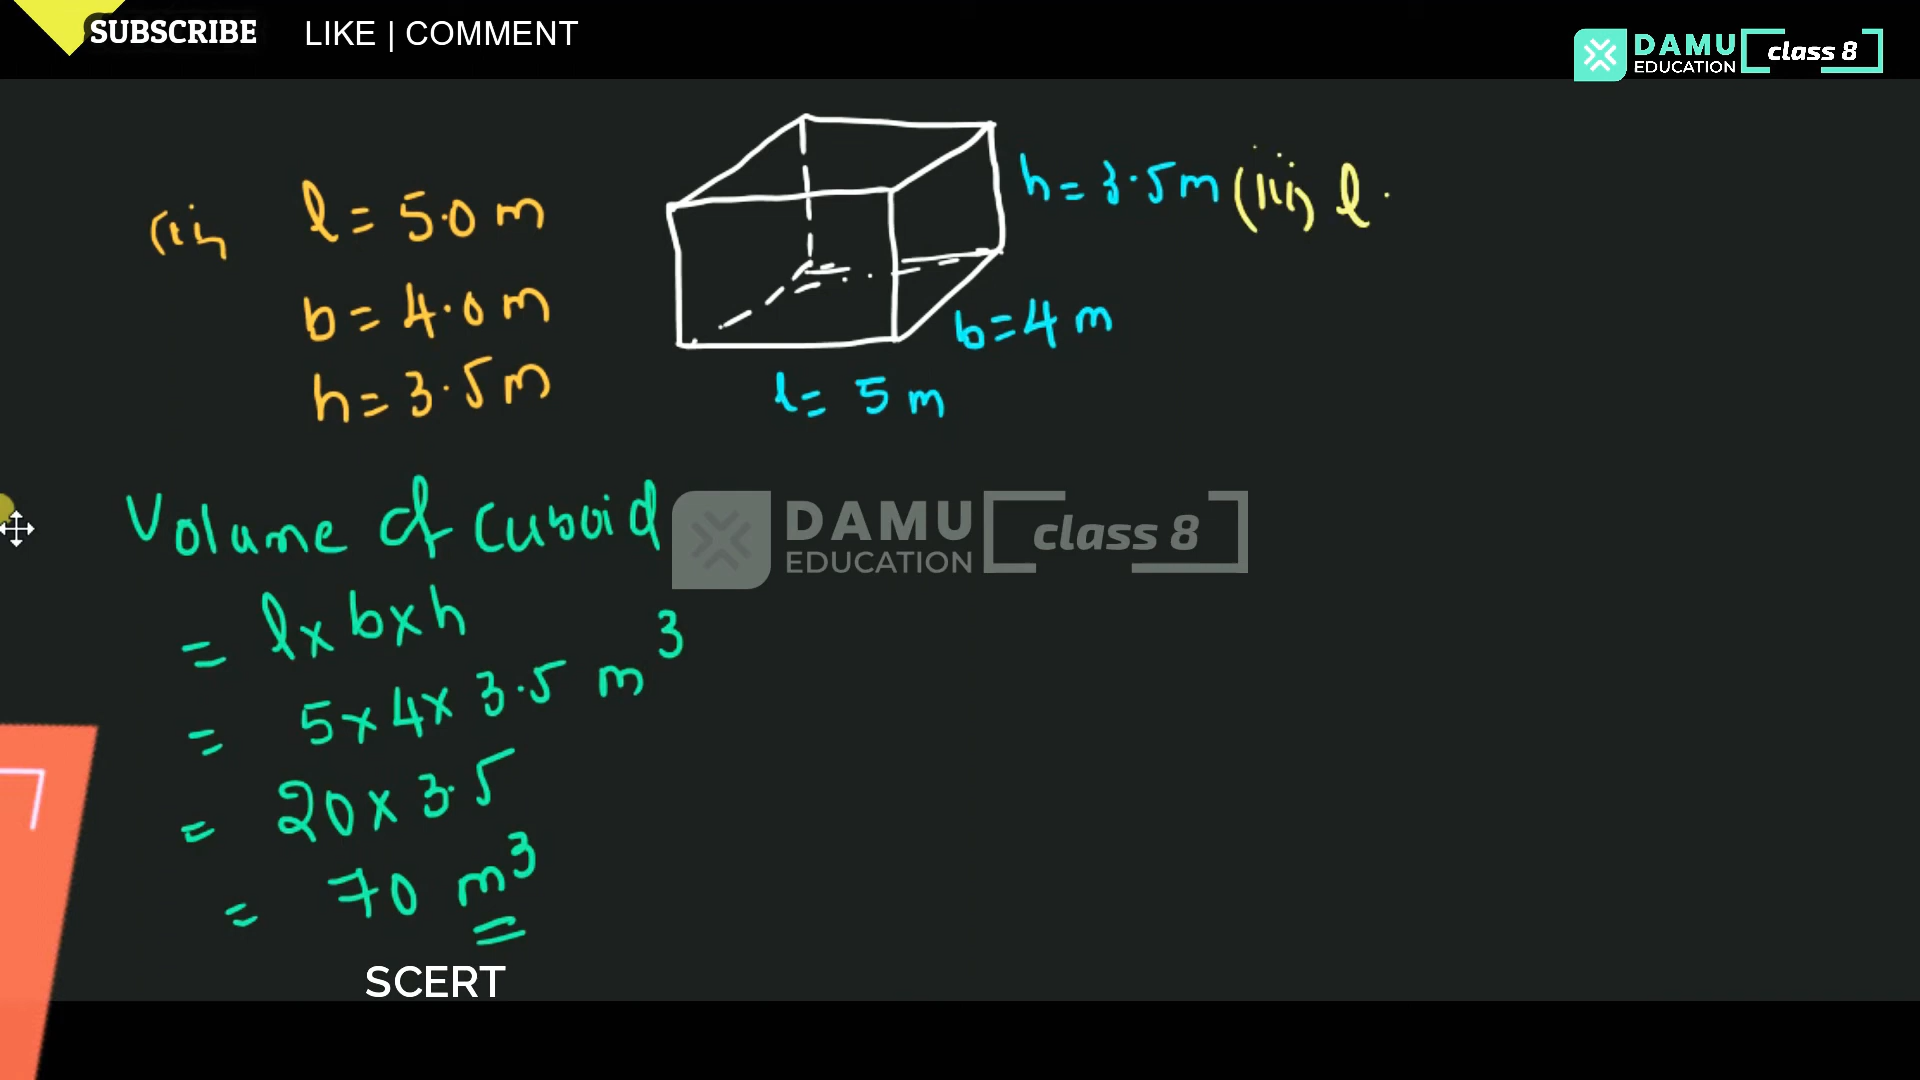 SUBSCRIBE LIKE | COMMENT
DAMU EDUCATION class 8
(ii) l = 5.0 m
b = 4.0 m
h = 3.5 m
h = 3.5 m
b = 4 m
l = 5 m
(iii) l .
Volume of cuboid
= l x b x h
= 5 x 4 x 3.5 m³
= 20 x 3.5
= 70 m³
DAMU EDUCATION class 8
SCERT